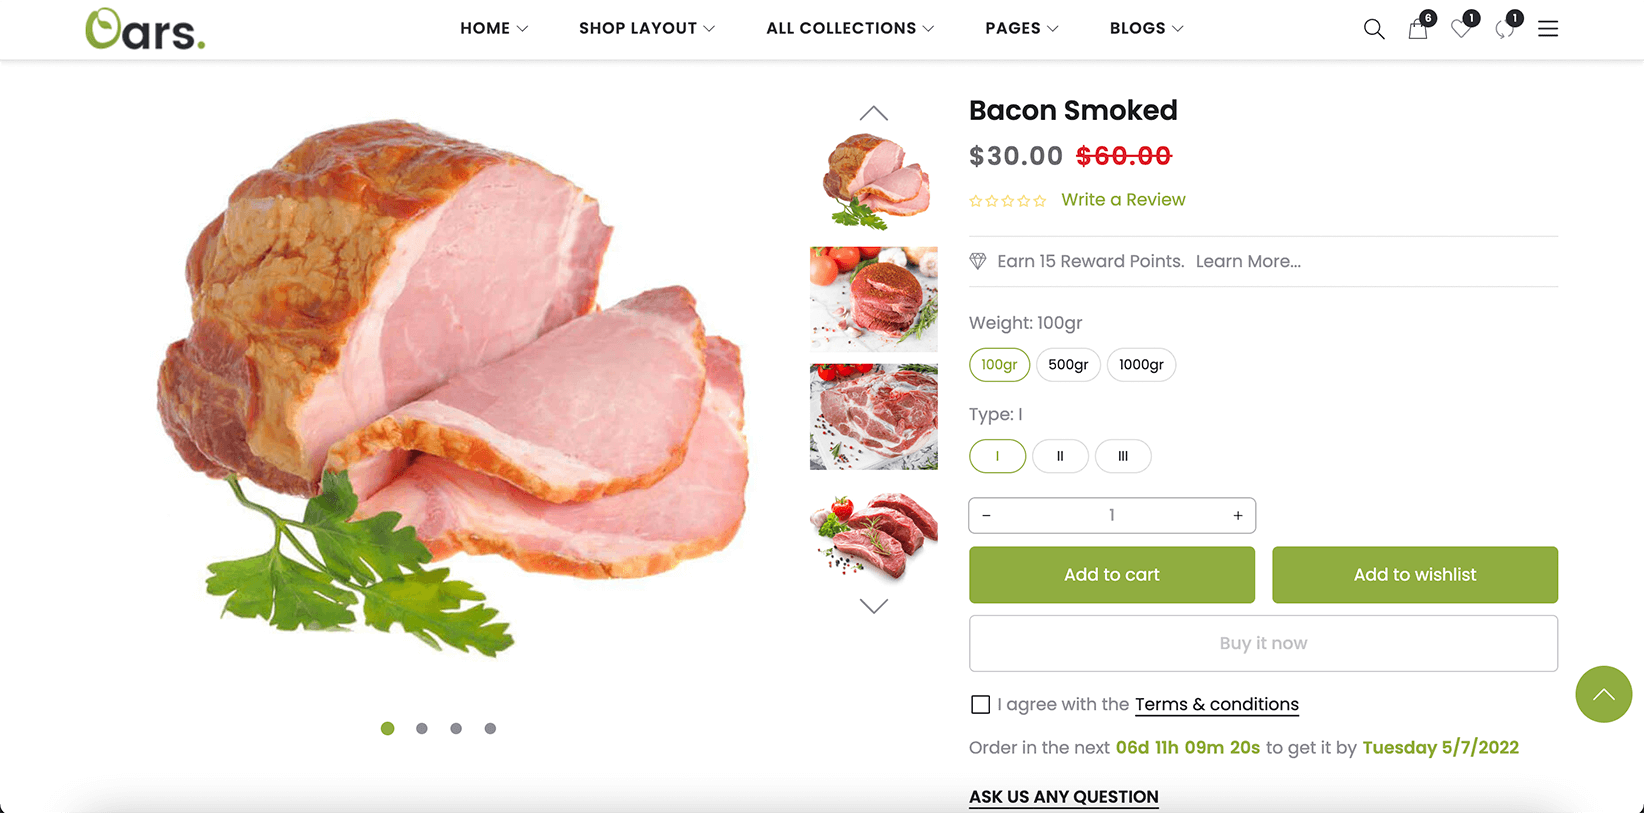 Oars.
HOME
SHOP LAYOUT
ALL COLLECTIONS
PAGES
BLOGS
6
1
1
Bacon Smoked
$30.00 $60.00
Write a Review
Earn 15 Reward Points. Learn More...
Weight: 100gr
100gr 500gr 1000gr
Type: I
I II III
− 1 +
Add to cart
Add to wishlist
Buy it now
I agree with the Terms & conditions
Order in the next 06d 11h 09m 20s to get it by Tuesday 5/7/2022
ASK US ANY QUESTION